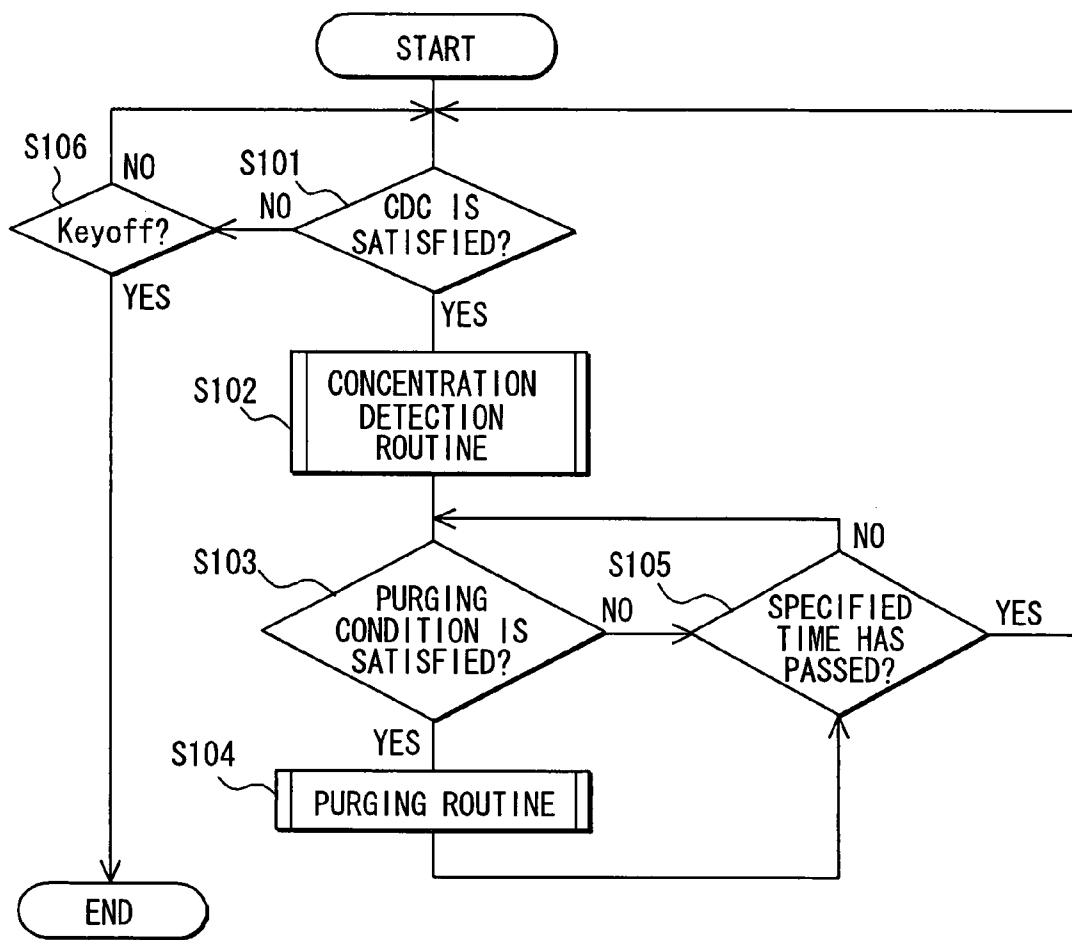 START
S106
NO
S101
NO
CDC IS
SATISFIED?
Keyoff?
YES
YES
S102
CONCENTRATION
DETECTION
ROUTINE
S103
PURGING
CONDITION IS
SATISFIED?
NO
S105
NO
SPECIFIED
TIME HAS
PASSED?
YES
YES
S104
PURGING ROUTINE
END